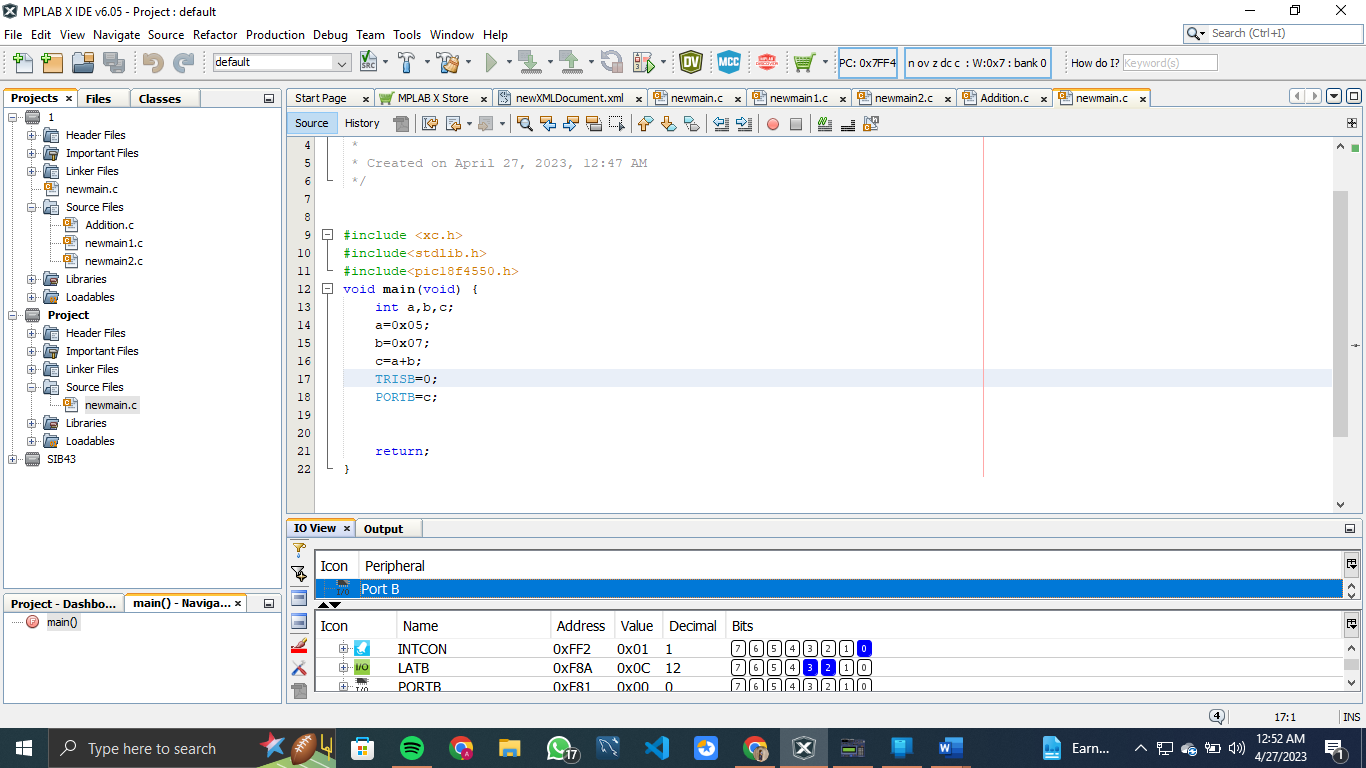 MPLAB X IDE v6.05 - Project : default
File Edit View Navigate Source Refactor Production Debug Team Tools Window Help
Search (Ctrl+I)
default
SRC
DV
MCC
PC: 0x7FF4
n ov z dc c : W:0x7 : bank 0
How do I?
Keyword(s)
Projects × Files Classes
Start Page × MPLAB X Store × newXMLDocument.xml × newmain.c × newmain1.c × newmain2.c × Addition.c × newmain.c ×
Source History
1
Header Files
Important Files
Linker Files
newmain.c
Source Files
Addition.c
newmain1.c
newmain2.c
Libraries
Loadables
Project
Header Files
Important Files
Linker Files
Source Files
newmain.c
Libraries
Loadables
SIB43
4 *
5 * Created on April 27, 2023, 12:47 AM
6 */
7
8
9 #include <xc.h>
10 #include<stdlib.h>
11 #include<pic18f4550.h>
12 void main(void) {
13 int a,b,c;
14 a=0x05;
15 b=0x07;
16 c=a+b;
17 TRISB=0;
18 PORTB=c;
19
20
21 return;
22 }
Project - Dashbo... main() - Naviga... ×
main()
IO View × Output
Icon Peripheral
Port B
Icon Name Address Value Decimal Bits
INTCON 0xFF2 0x01 1 7 6 5 4 3 2 1 0
I/O LATB 0xF8A 0x0C 12 7 6 5 4 3 2 1 0
I/O PORTB 0xF81 0x00 0 7 6 5 4 3 2 1 0
4 17:1 INS
Type here to search
17
Earn...
12:52 AM
4/27/2023
1